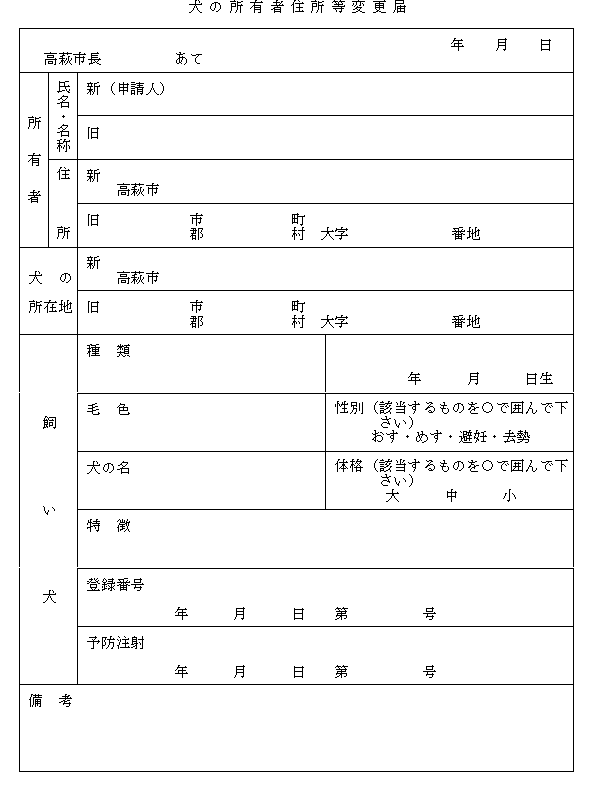 犬の所有者住所等変更届
年　月　日
高萩市長　　　　　あて
所有者
氏名・名称
新（申請人）
旧
住所
新
高萩市
旧　　　市　　　町
郡　　　村　大字　　　番地
犬の所在地
新
高萩市
旧　　　市　　　町
郡　　　村　大字　　　番地
飼い犬
種　類
年　　月　　日生
毛　色
性別（該当するものを○で囲んで下
さい）
おす・めす・避妊・去勢
犬の名
体格（該当するものを○で囲んで下
さい）
大　　中　　小
特　徴
登録番号
年　　月　　日　第　　　号
予防注射
年　　月　　日　第　　　号
備　考